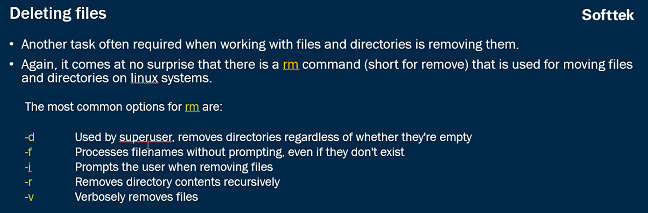 Deleting files
Softtek
• Another task often required when working with files and directories is removing them.
• Again, it comes at no surprise that there is a rm command (short for remove) that is used for moving files
and directories on linux systems.
The most common options for rm are:
-d Used by superuser, removes directories regardless of whether they're empty
-f Processes filenames without prompting, even if they don't exist
-i Prompts the user when removing files
-r Removes directory contents recursively
-v Verbosely removes files